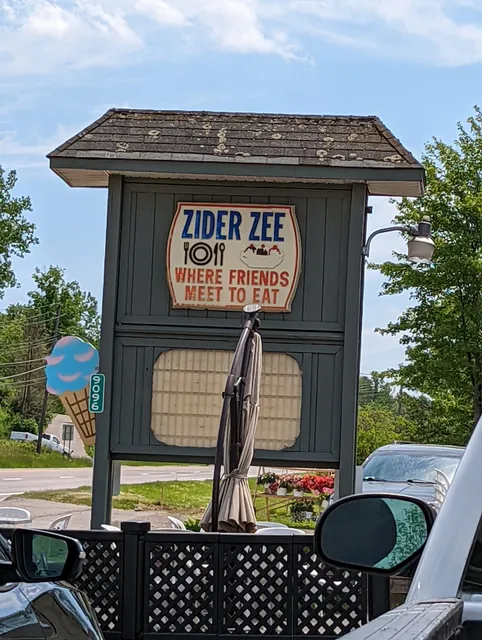 ZIDER ZEE
WHERE FRIENDS
MEET TO EAT
9096